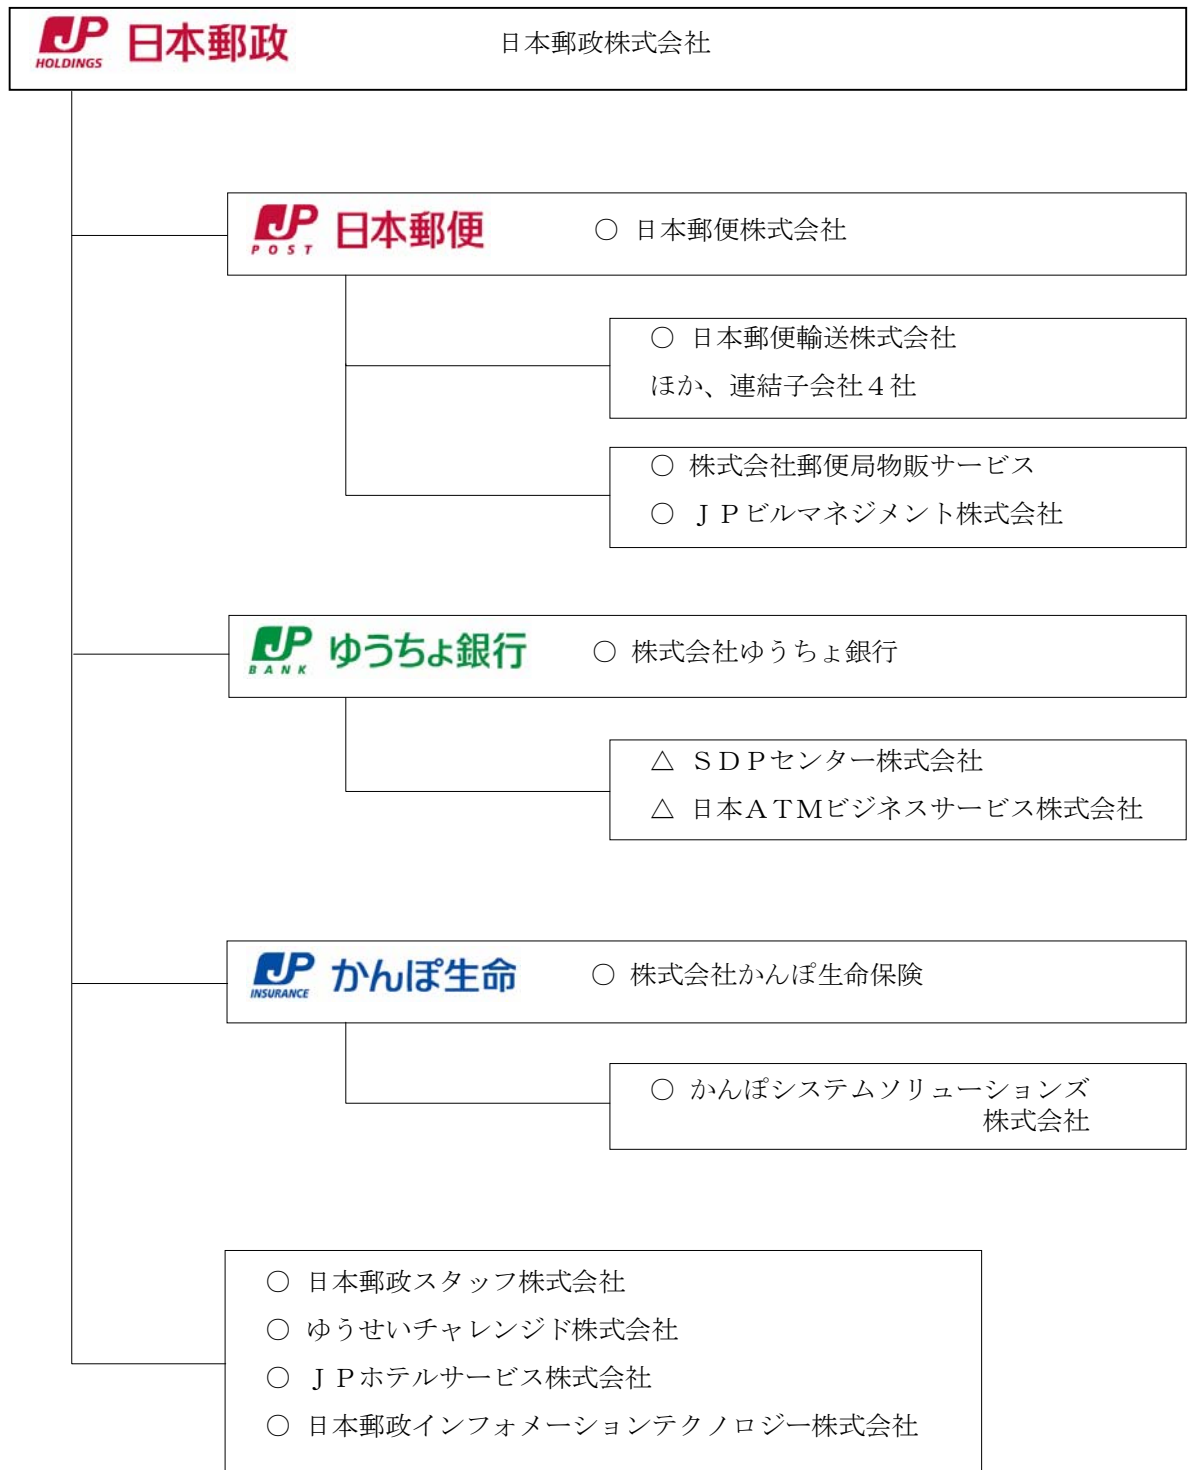 JP HOLDINGS 日本郵政 日本郵政株式会社
JP POST 日本郵便 ○ 日本郵便株式会社
○ 日本郵便輸送株式会社
ほか、連結子会社４社
○ 株式会社郵便局物販サービス
○ ＪＰビルマネジメント株式会社
JP BANK ゆうちょ銀行 ○ 株式会社ゆうちょ銀行
△ ＳＤＰセンター株式会社
△ 日本ＡＴＭビジネスサービス株式会社
JP INSURANCE かんぽ生命 ○ 株式会社かんぽ生命保険
○ かんぽシステムソリューションズ
株式会社
○ 日本郵政スタッフ株式会社
○ ゆうせいチャレンジド株式会社
○ ＪＰホテルサービス株式会社
○ 日本郵政インフォメーションテクノロジー株式会社